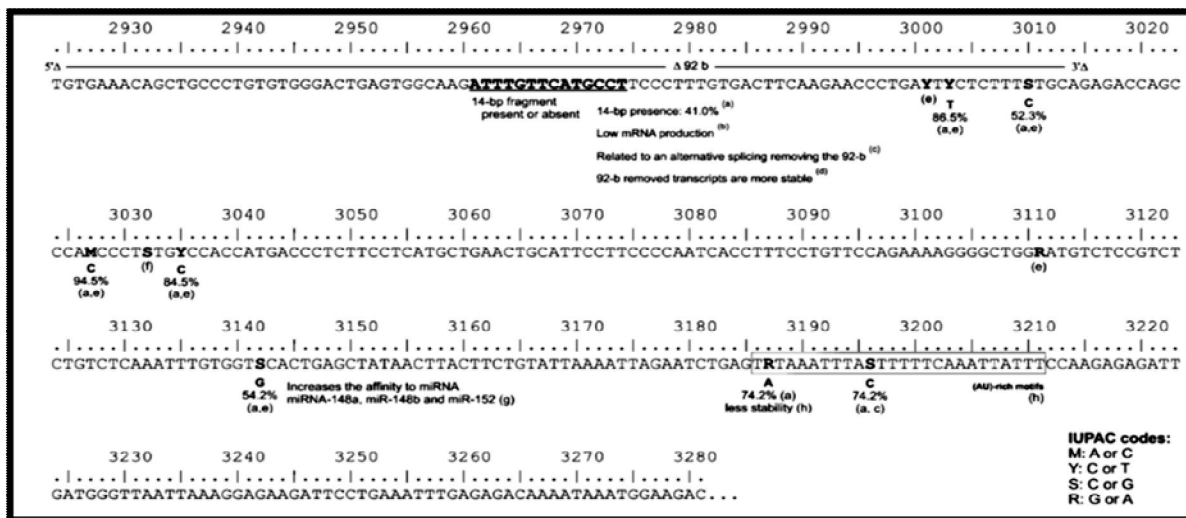 2930 2940 2950 2960 2970 2980 2990 3000 3010 3020
5'Δ Δ 92 b 3'Δ
TGTGAAACAGCTGCCCTGTGTGGGACTGAGTGGCAAGATTTGTTCATGCCTTCCCTTTGTGACTTCAAGAACCCTGAYTYCTCTTTSTGCAGAGACCAGC
14-bp fragment
present or absent
14-bp presence: 41.0% (a)
Low mRNA production (b)
Related to an alternative splicing removing the 92-b (c)
92-b removed transcripts are more stable (d)
(e) T C
86.5% 52.3%
(a,e) (a,e)
3030 3040 3050 3060 3070 3080 3090 3100 3110 3120
CCAMCCCTSTGYCCACCATGACCCTCTTCCTCATGCTGAACTGCATTCCTTCCCCAATCACCTTTCCTGTTCCAGAAAAGGGGCTGGRATGTCTCCGTCT
C (f) C (e)
94.5% 84.5%
(a,e) (a,e)
3130 3140 3150 3160 3170 3180 3190 3200 3210 3220
CTGTCTCAAATTTGTGGTSCACTGAGCTATAACTTACTTCTGTATTAAAATTAGAATCTGAGTRTAAATTTASTTTTTCAAATTATTTCCAAGAGAGATT
G
54.2%
(a,e)
Increases the affinity to miRNA
miRNA-148a, miR-148b and miR-152 (g)
A C
74.2% (a) 74.2%
less stability (h) (a, c)
(AU)-rich motifs
(h)
3230 3240 3250 3260 3270 3280
GATGGGTTAATTAAAGGAGAAGATTCCTGAAATTTGAGAGACAAAATAAATGGAAGAC...
IUPAC codes:
M: A or C
Y: C or T
S: C or G
R: G or A